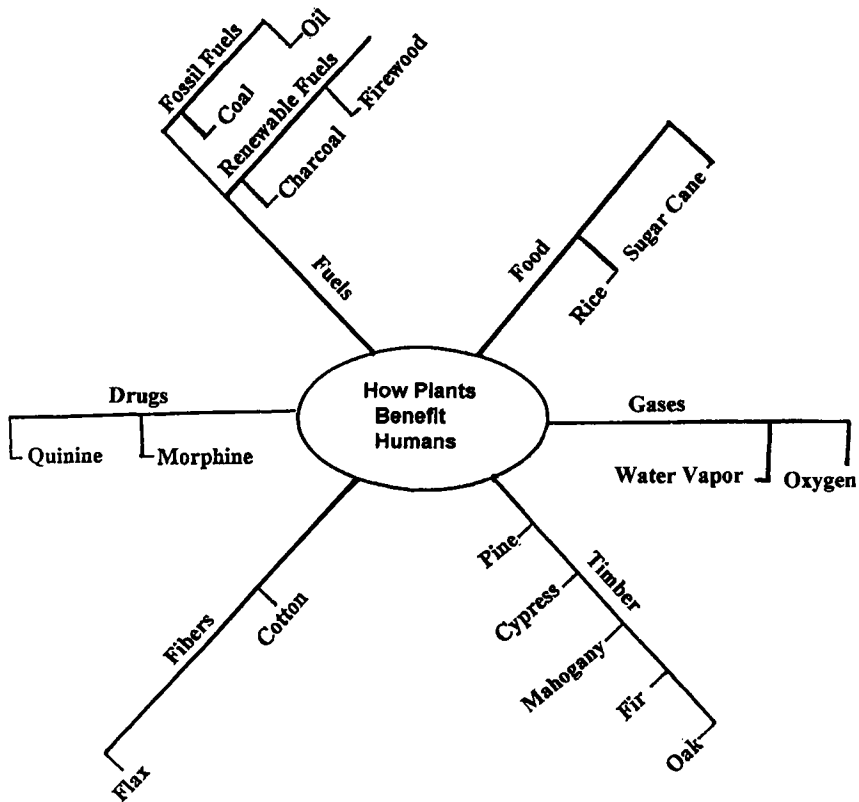 Fossil Fuels
Oil
Coal
Renewable Fuels
Firewood
Charcoal
Fuels
Food
Sugar Cane
Rice
How Plants
Benefit
Humans
Drugs
Quinine
Morphine
Gases
Water Vapor
Oxygen
Fibers
Cotton
Flax
Timber
Pine
Cypress
Mahogany
Fir
Oak